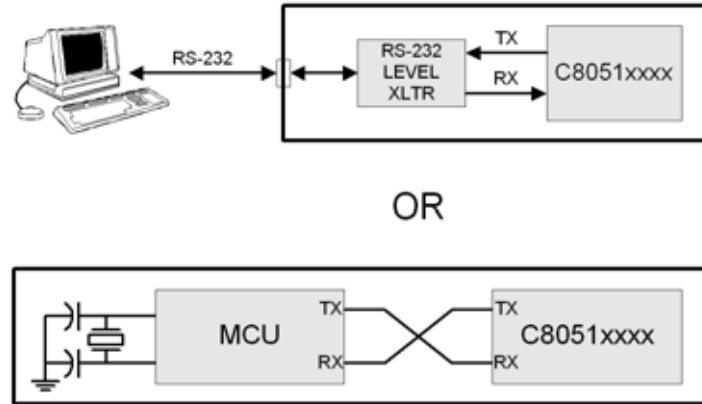 RS-232
RS-232
LEVEL
XLTR
TX
RX
C8051xxxx
OR
MCU
TX
RX
TX
RX
C8051xxxx